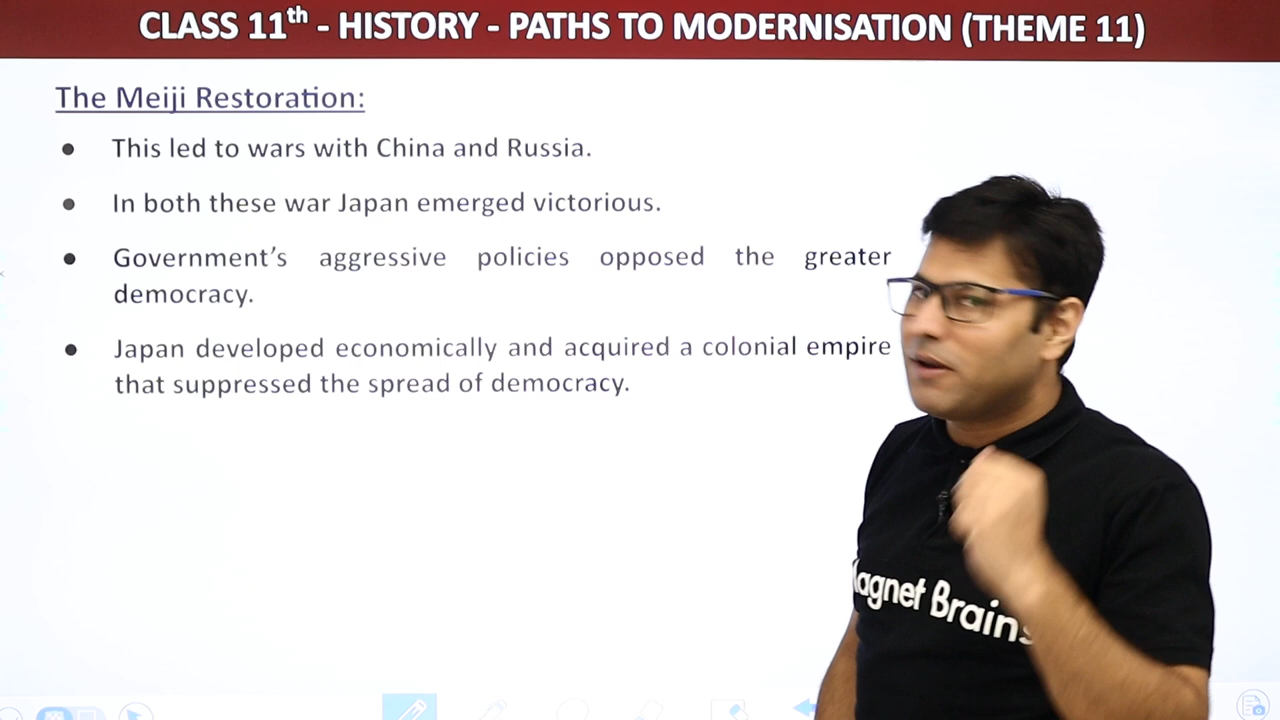 CLASS 11th - HISTORY - PATHS TO MODERNISATION (THEME 11)
The Meiji Restoration:
● This led to wars with China and Russia.
● In both these war Japan emerged victorious.
● Government's aggressive policies opposed the greater
democracy.
● Japan developed economically and acquired a colonial empire
that suppressed the spread of democracy.
agnet Brains